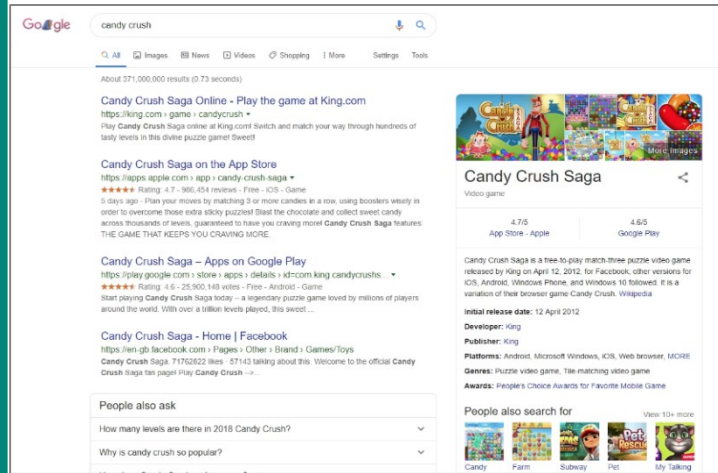 Google
candy crush
All Images News Videos Shopping More Settings Tools
About 371,000,000 results (0.73 seconds)
Candy Crush Saga Online - Play the game at King.com
https://king.com › game › candycrush
Play Candy Crush Saga online at King.com! Switch and match your way through hundreds of
tasty levels in this divine puzzle game! Sweet!
Candy Crush Saga on the App Store
https://apps.apple.com › app › candy-crush-saga
Rating: 4.7 - 986,454 reviews - Free - iOS - Game
5 days ago - Plan your moves by matching 3 or more candies in a row, using boosters wisely in
order to overcome those extra sticky puzzles! Blast the chocolate and collect sweet candy
across thousands of levels, guaranteed to have you craving more! Candy Crush Saga features:
THE GAME THAT KEEPS YOU CRAVING MORE.
Candy Crush Saga – Apps on Google Play
https://play.google.com › store › apps › details › id=com.king.candycrushs...
Rating: 4.6 - 25,900,148 votes - Free - Android - Game
Start playing Candy Crush Saga today – a legendary puzzle game loved by millions of players
around the world. With over a trillion levels played, this sweet ...
Candy Crush Saga - Home | Facebook
https://en-gb.facebook.com › Pages › Other › Brand › Games/Toys
Candy Crush Saga. 71762622 likes · 57143 talking about this. Welcome to the official Candy
Crush Saga fan page! Play Candy Crush -->...
People also ask
How many levels are there in 2018 Candy Crush?
Why is candy crush so popular?
More images
Candy Crush Saga
Video game
4.7/5
App Store - Apple
4.6/5
Google Play
Candy Crush Saga is a free-to-play match-three puzzle video game
released by King on April 12, 2012, for Facebook; other versions for
iOS, Android, Windows Phone, and Windows 10 followed. It is a
variation of their browser game Candy Crush. Wikipedia
Initial release date: 12 April 2012
Developer: King
Publisher: King
Platforms: Android, Microsoft Windows, iOS, Web browser, MORE
Genres: Puzzle video game, Tile-matching video game
Awards: People's Choice Awards for Favorite Mobile Game
People also search for
View 10+ more
Candy Farm Subway Pet My Talking